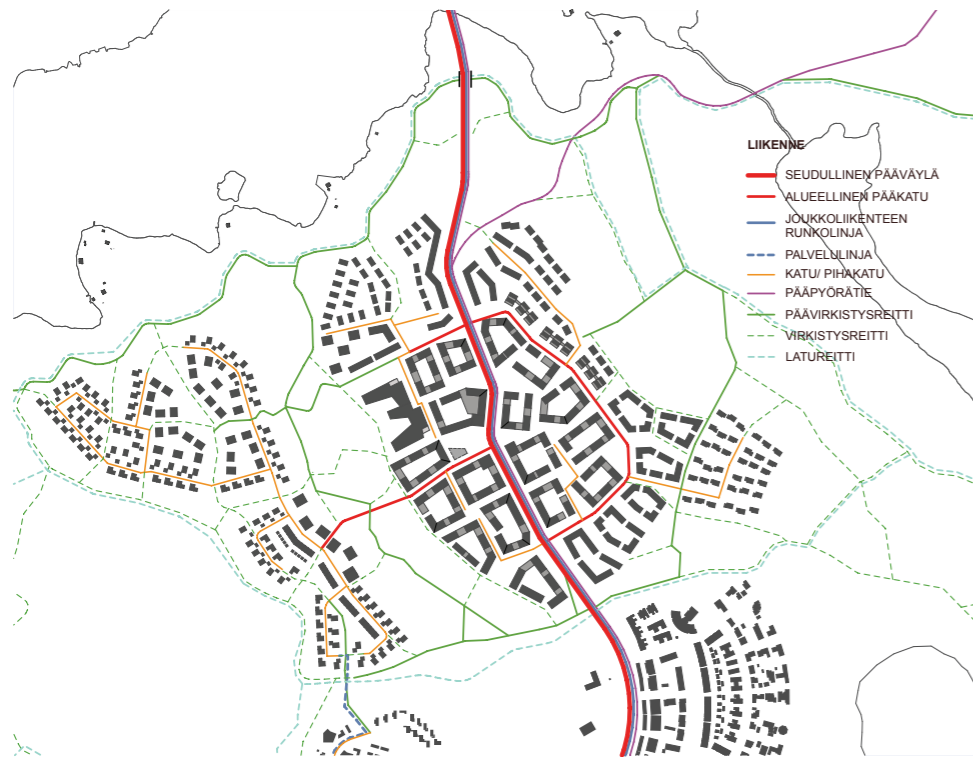 LIIKENNE
SEUDULLINEN PÄÄVÄYLÄ
ALUEELLINEN PÄÄKATU
JOUKKOLIIKENTEEN
RUNKOLINJA
PALVELULINJA
KATU/ PIHAKATU
PÄÄPYÖRÄTIE
PÄÄVIRKISTYSREITTI
VIRKISTYSREITTI
LATUREITTI